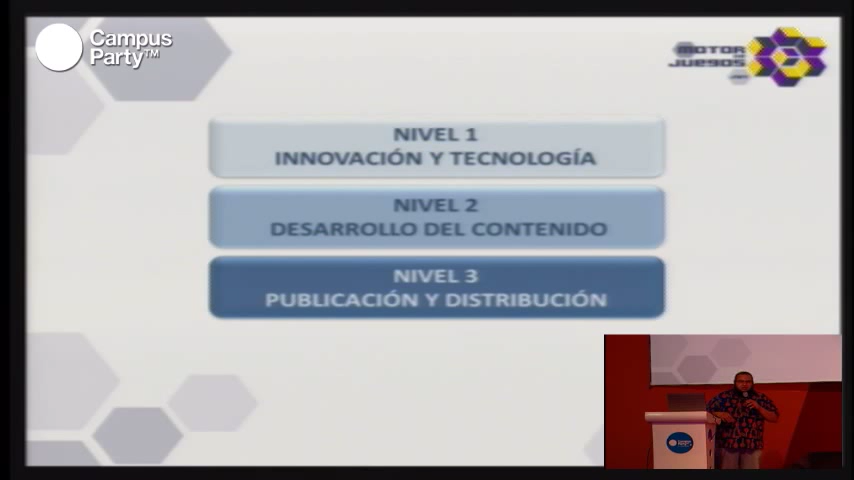 Campus
Party™
MOTOR
JUEGOS
NIVEL 1
INNOVACIÓN Y TECNOLOGÍA
NIVEL 2
DESARROLLO DEL CONTENIDO
NIVEL 3
PUBLICACIÓN Y DISTRIBUCIÓN